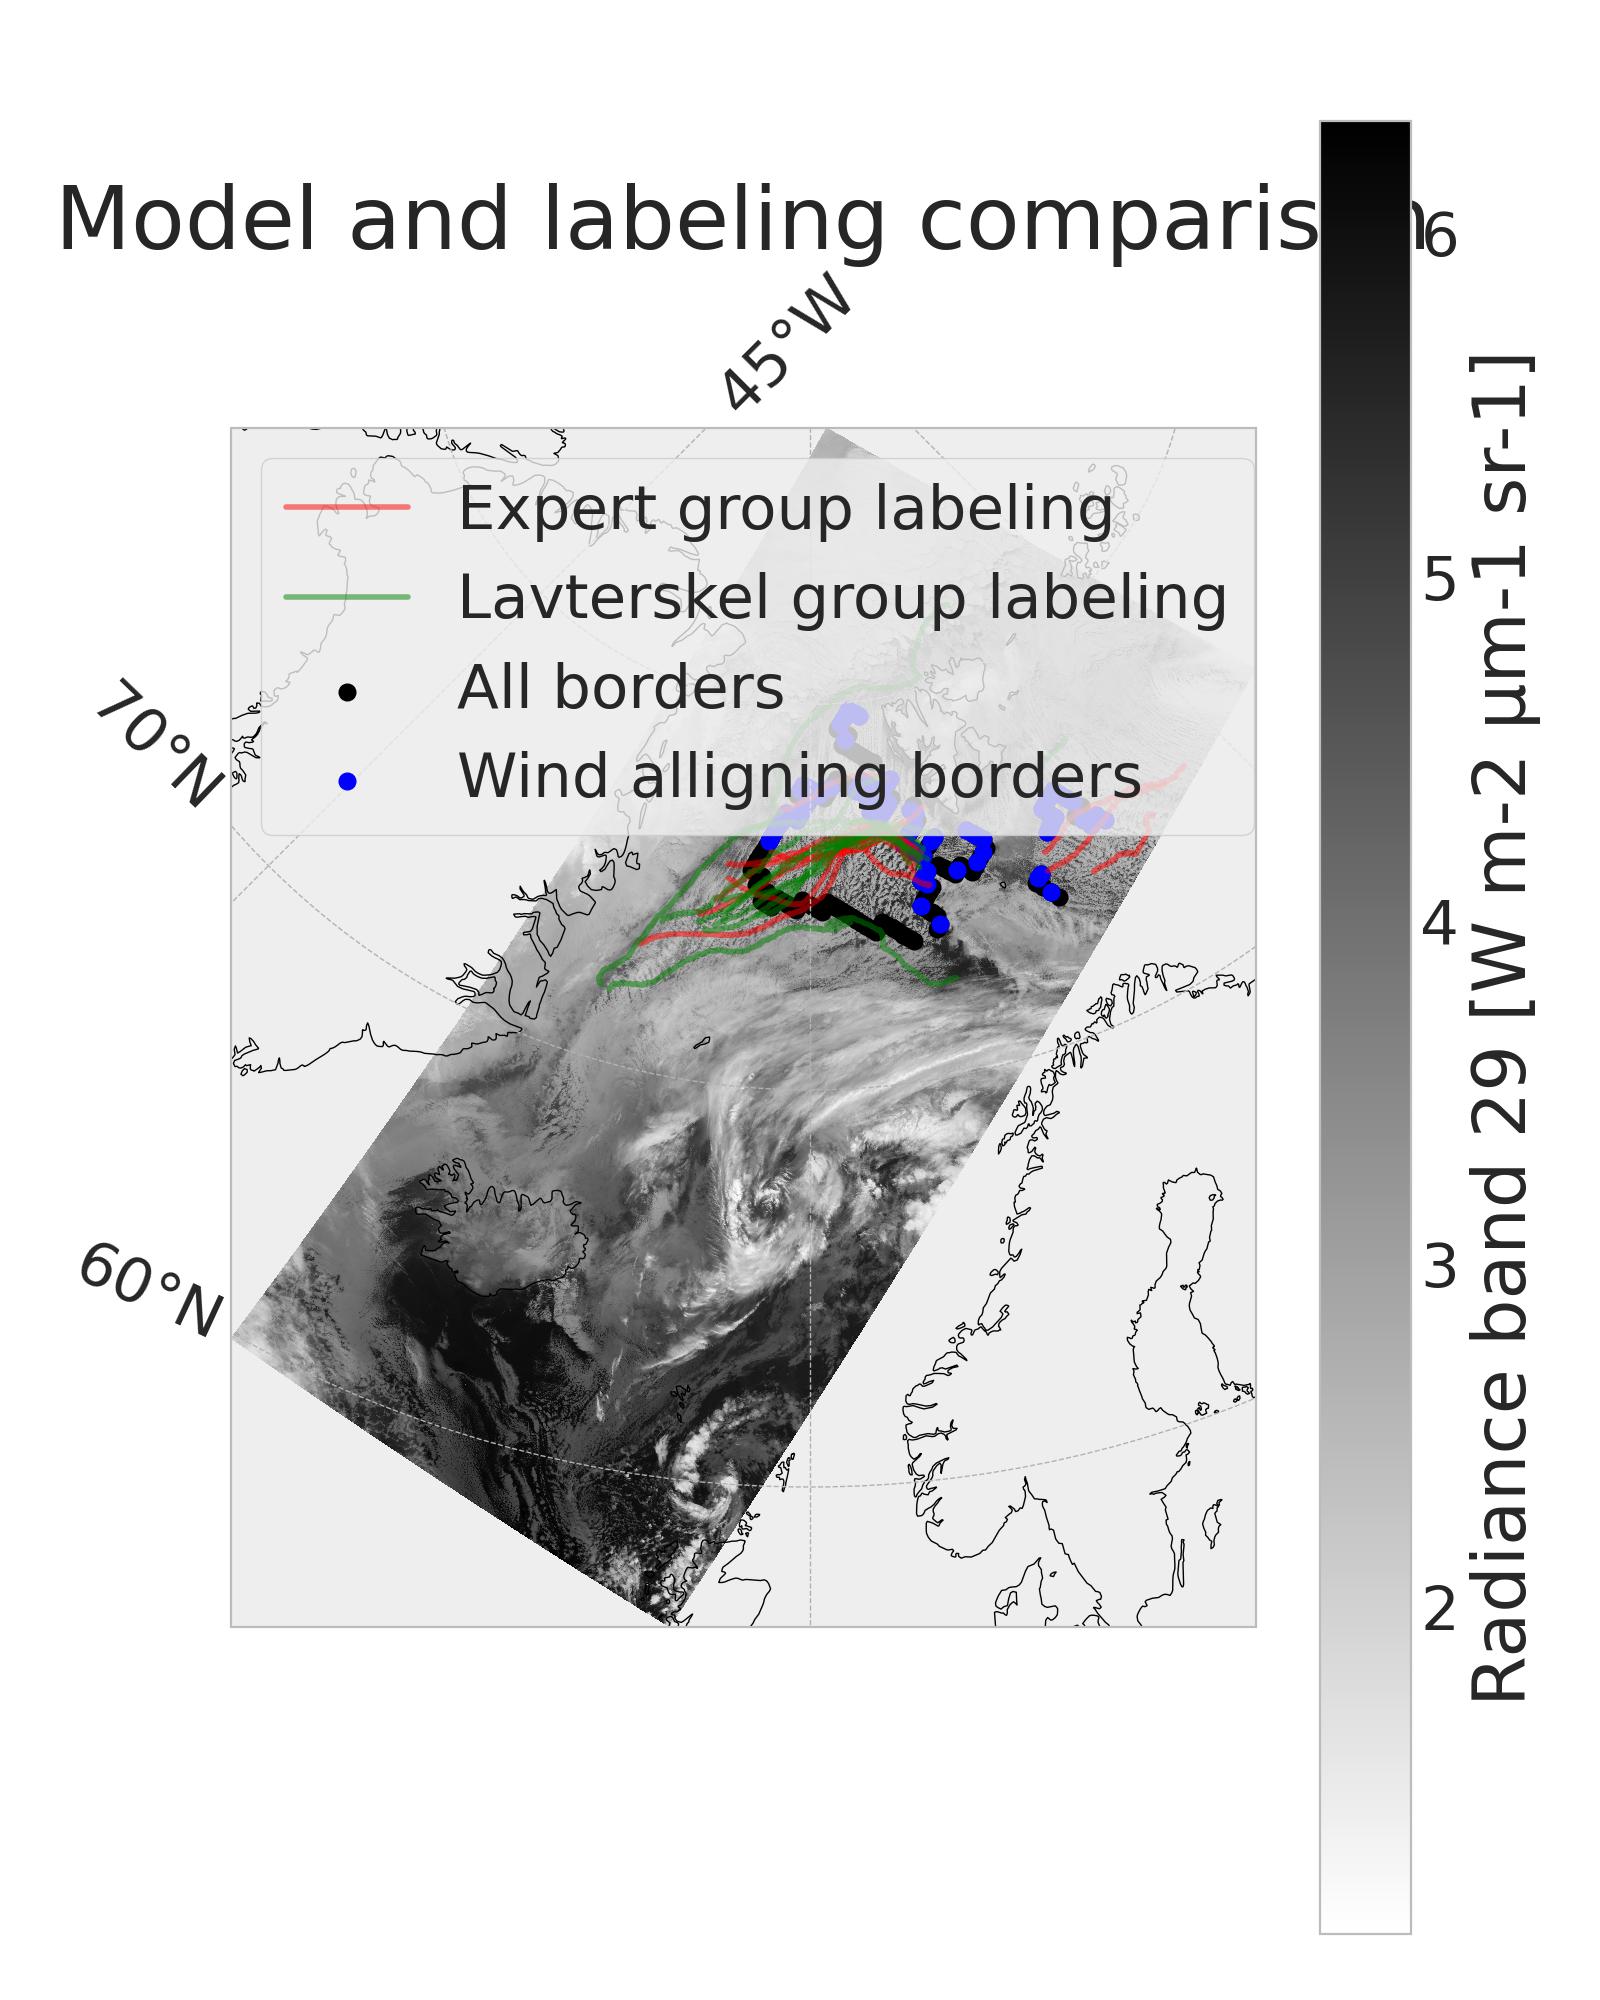 Model and labeling comparis n
45°W
Expert group labeling
Lavterskel group labeling
All borders
Wind alligning borders
70°N
60°N
6
5
4
3
2
Radiance band 29 [W m-2 µm-1 sr-1]